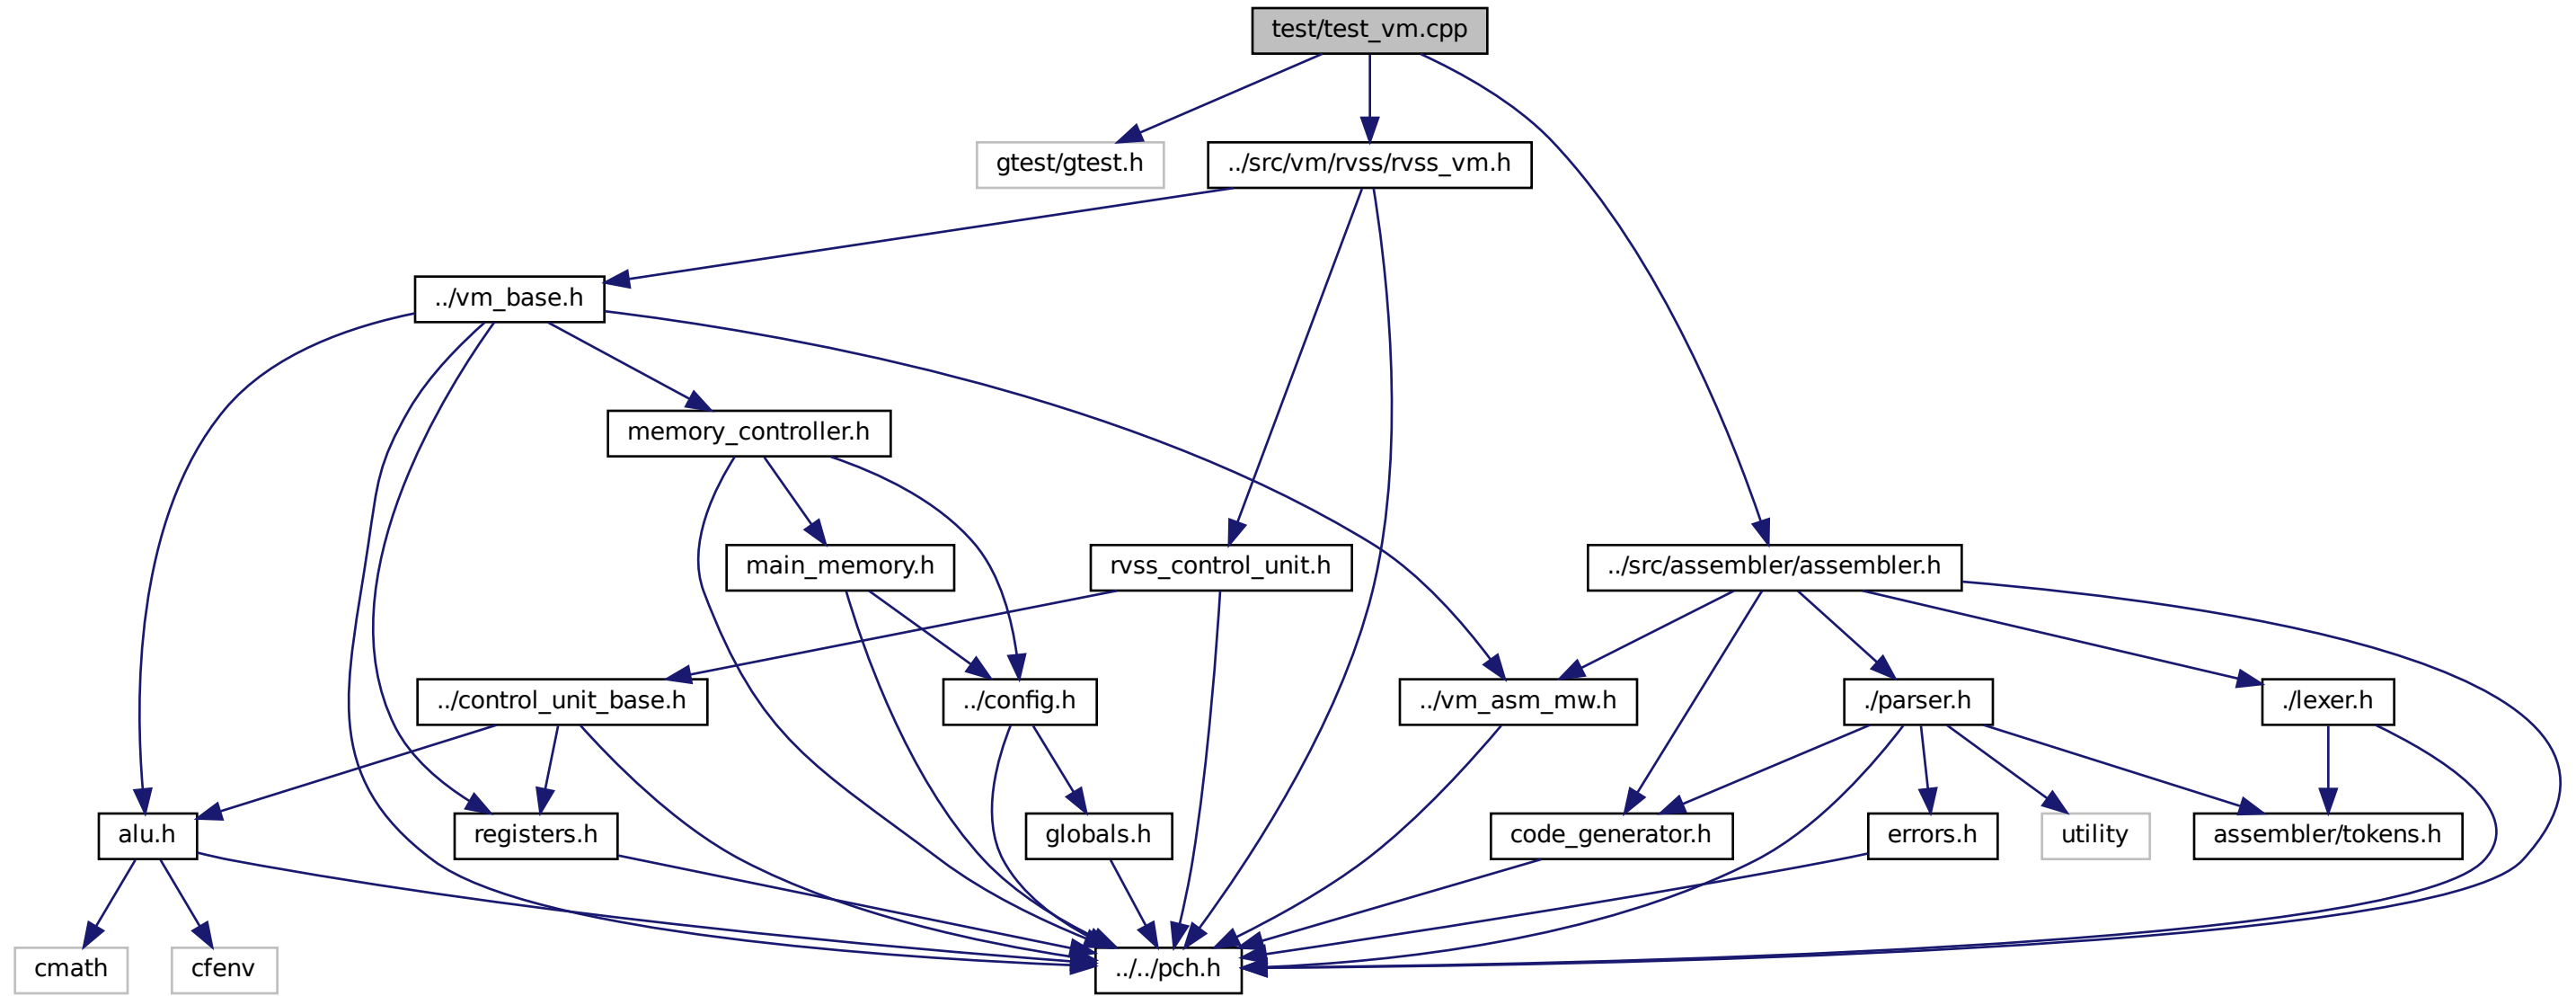 test/test_vm.cpp
gtest/gtest.h
../src/vm/rvss/rvss_vm.h
../vm_base.h
memory_controller.h
main_memory.h
rvss_control_unit.h
../src/assembler/assembler.h
../control_unit_base.h
../config.h
../vm_asm_mw.h
./parser.h
./lexer.h
alu.h
registers.h
globals.h
code_generator.h
errors.h
utility
assembler/tokens.h
cmath
cfenv
../../pch.h